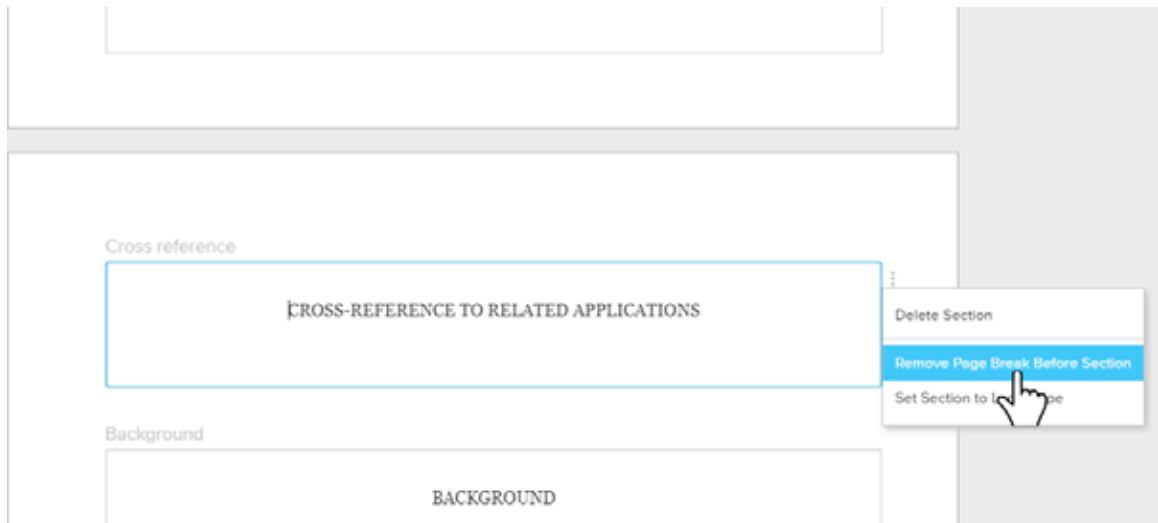 Cross reference
CROSS-REFERENCE TO RELATED APPLICATIONS
Delete Section
Remove Page Break Before Section
Set Section to
Background
BACKGROUND